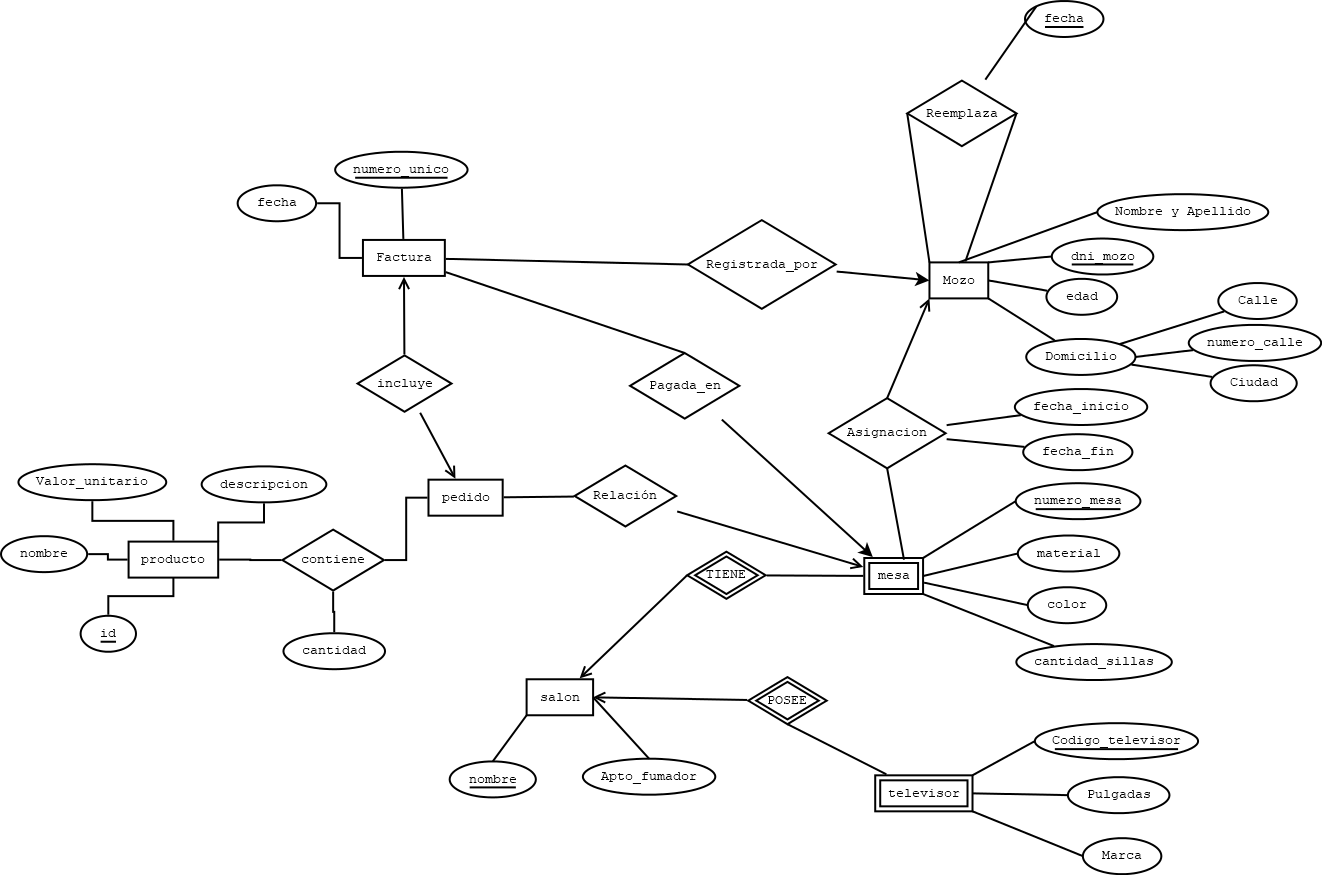 fecha
Reemplaza
numero_unico
fecha
Nombre y Apellido
Factura
Registrada_por
dni_mozo
Mozo
edad
Calle
numero_calle
Domicilio
Ciudad
incluye
Pagada_en
fecha_inicio
Asignacion
fecha_fin
Valor_unitario
descripcion
pedido
Relación
numero_mesa
nombre
producto
contiene
material
TIENE
mesa
color
id
cantidad
cantidad_sillas
salon
POSEE
Codigo_televisor
nombre
Apto_fumador
televisor
Pulgadas
Marca